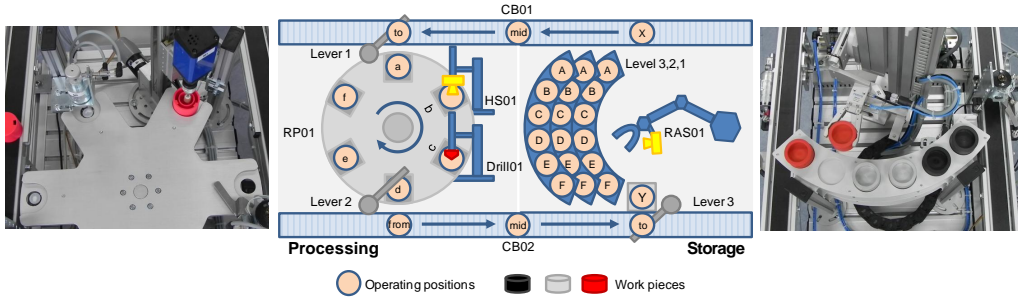 CB01
to
mid
X
Lever 1
Level 3,2,1
a
A A A
f
b
HS01
B B B
RP01
C C C
RAS01
c
D D D
e
Drill01
E E E
d
F F F
Lever 2
Y
Lever 3
from
mid
to
Processing
CB02
Storage
Operating positions
Work pieces